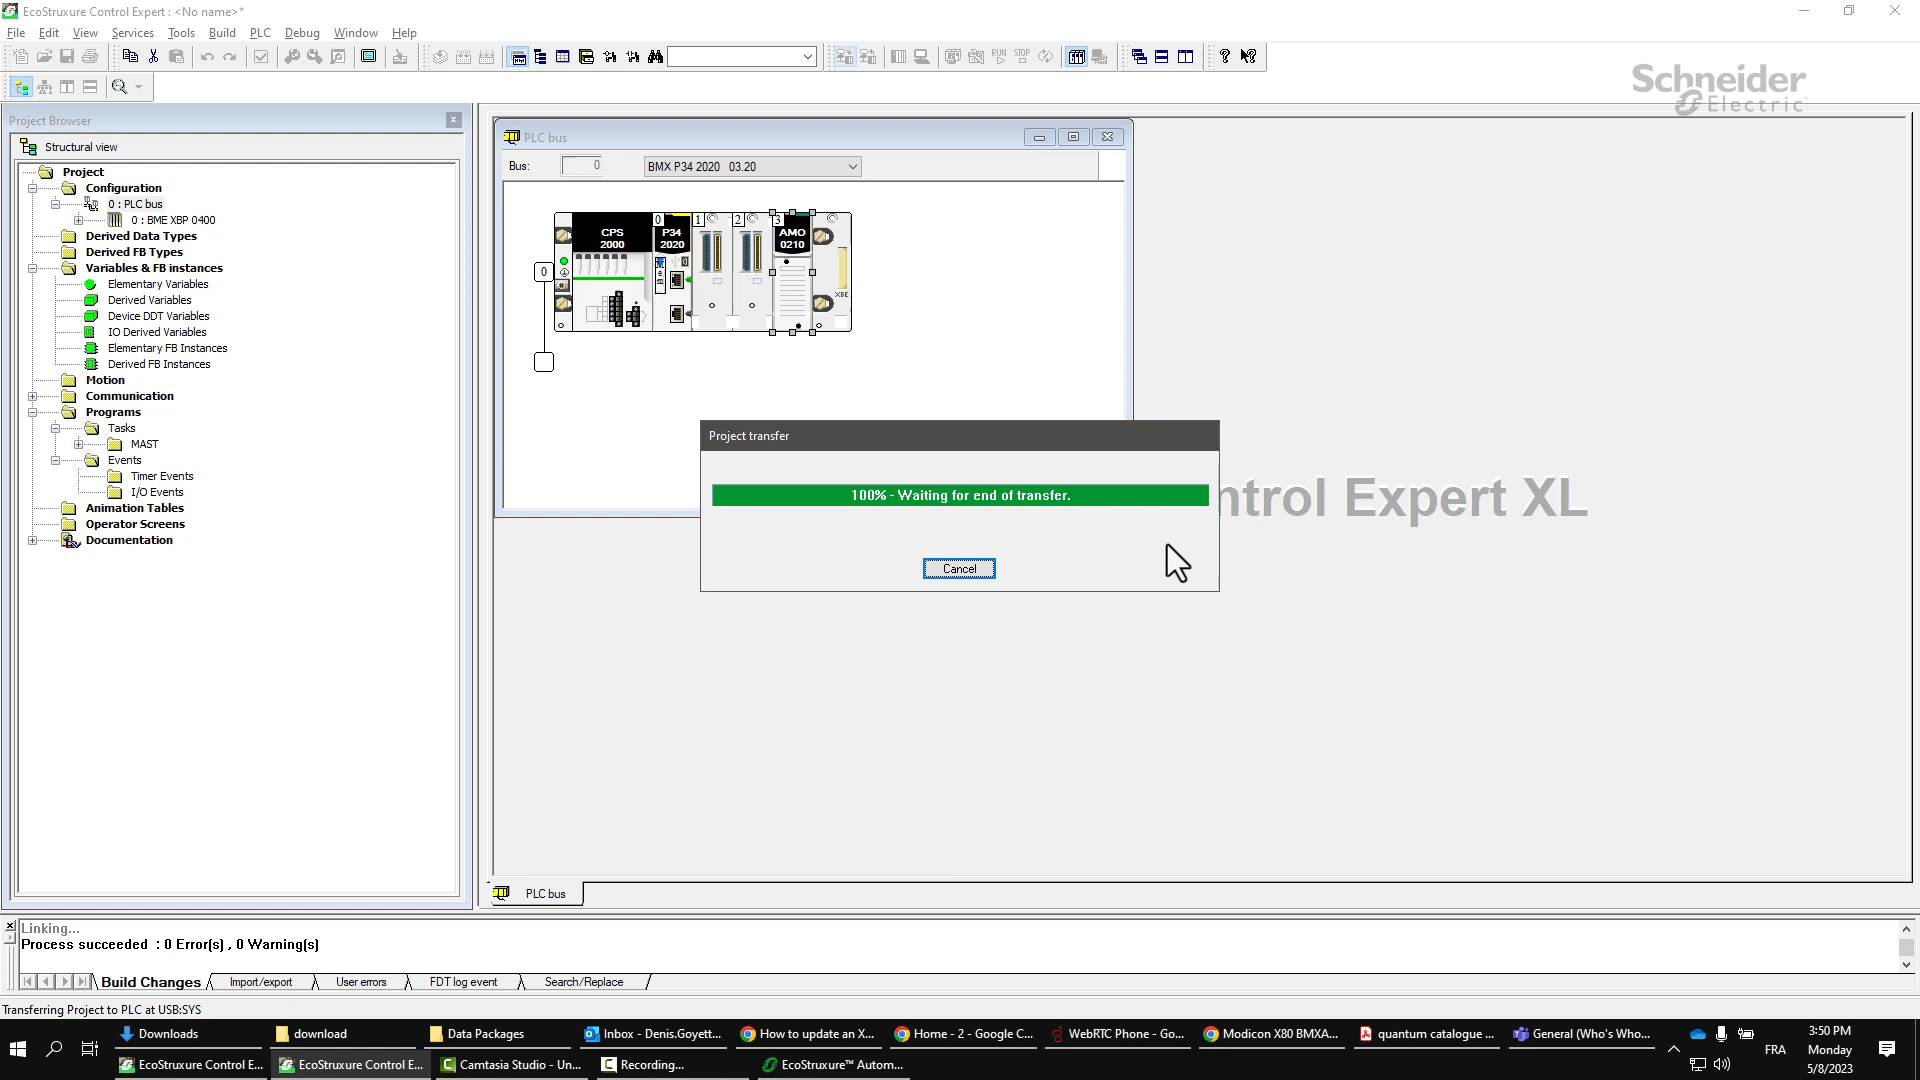 EcoStruxure Control Expert : <No name>*
File Edit View Services Tools Build PLC Debug Window Help
RUN STOP
Schneider
Electric
Project Browser
Structural view
Project
Configuration
0 : PLC bus
0 : BME XBP 0400
Derived Data Types
Derived FB Types
Variables & FB instances
Elementary Variables
Derived Variables
Device DDT Variables
IO Derived Variables
Elementary FB Instances
Derived FB Instances
Motion
Communication
Programs
Tasks
MAST
Events
Timer Events
I/O Events
Animation Tables
Operator Screens
Documentation
PLC bus
Bus: 0 BMX P34 2020 03.20
0 1 2 3
CPS 2000
P34 2020
AMO 0210
0
XBE
Project transfer
100% - Waiting for end of transfer.
Cancel
ntrol Expert XL
PLC bus
Linking...
Process succeeded : 0 Error(s) , 0 Warning(s)
Build Changes Import/export User errors FDT log event Search/Replace
Transferring Project to PLC at USB:SYS
Downloads download Data Packages Inbox - Denis.Goyett... How to update an X... Home - 2 - Google C... WebRTC Phone - Go... Modicon X80 BMXA... quantum catalogue ... General (Who's Who...
EcoStruxure Control E... EcoStruxure Control E... Camtasia Studio - Un... Recording... EcoStruxure™ Autom...
FRA
3:50 PM
Monday
5/8/2023